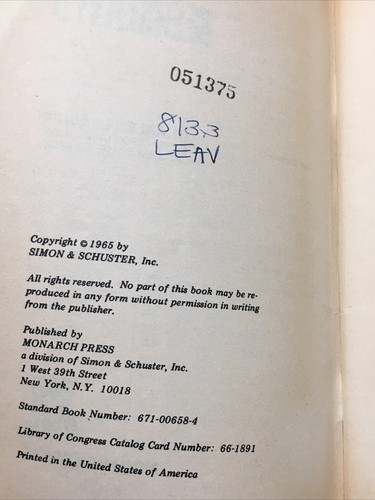 051375
813.3
LEAV
Copyright © 1965 by
SIMON & SCHUSTER, Inc.
All rights reserved. No part of this book may be re-
produced in any form without permission in writing
from the publisher.
Published by
MONARCH PRESS
a division of Simon & Schuster, Inc.
1 West 39th Street
New York, N.Y. 10018
Standard Book Number: 671-00658-4
Library of Congress Catalog Card Number: 66-1891
Printed in the United States of America